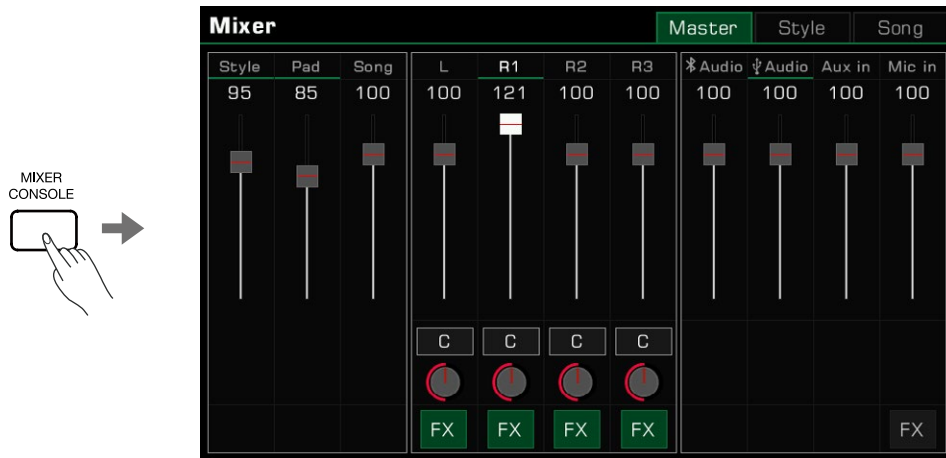 MIXER
CONSOLE
Mixer Master Style Song
Style Pad Song L R1 R2 R3 Audio Audio Aux in Mic in
95 85 100 100 121 100 100 100 100 100 100
C C C C
FX FX FX FX FX